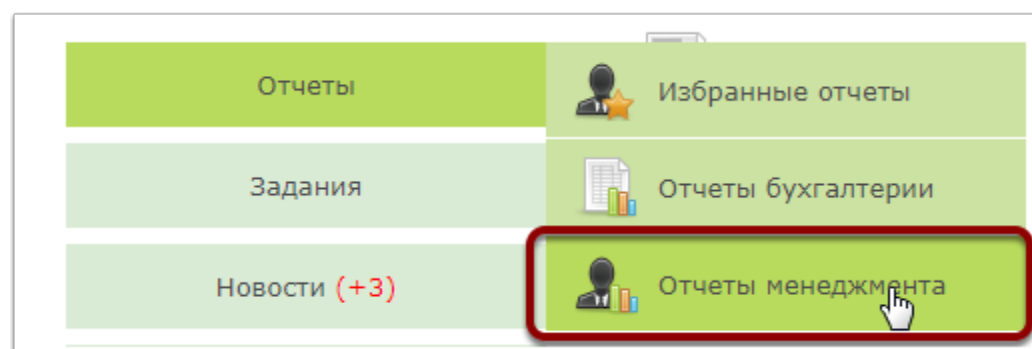 Отчеты
Избранные отчеты
Задания
Отчеты бухгалтерии
Новости (+3)
Отчеты менеджмента